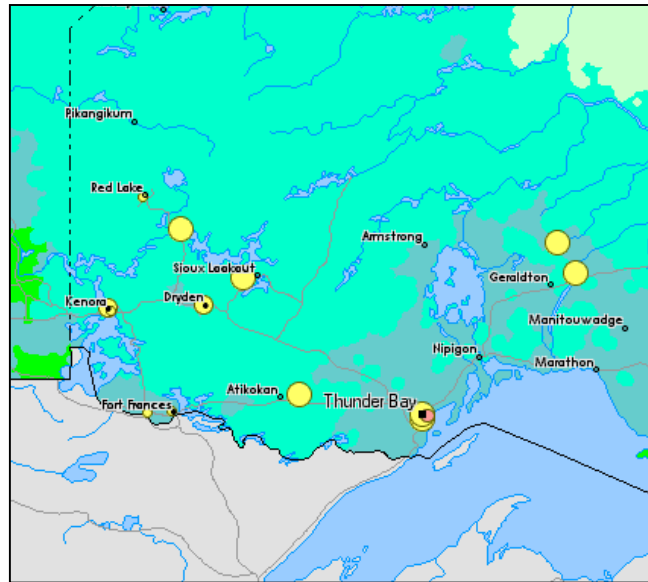 Pikangikum
Red Lake
Armstrong
Sioux Lookout
Geraldton
Kenora
Dryden
Manitouwadge
Nipigon
Marathon
Atikokan
Thunder Bay
Fort Frances